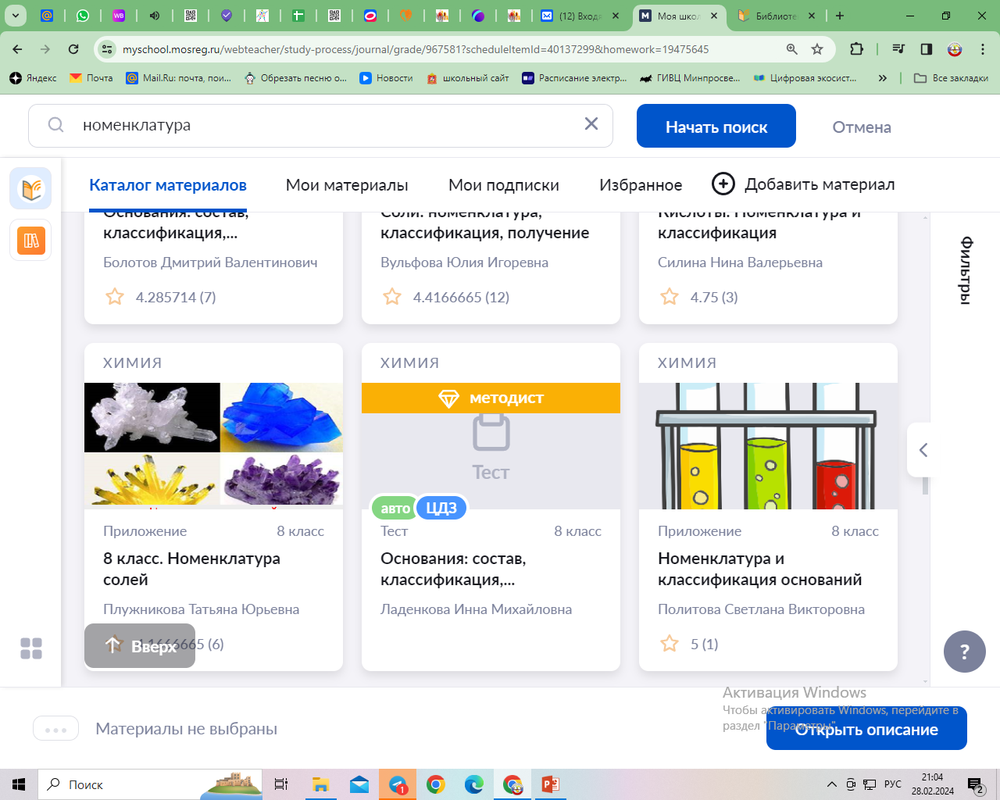 (12) Входя
Моя школ
Библиоте
myschool.mosreg.ru/webteacher/study-process/journal/grade/967581?scheduleItemId=40137299&homework=19475645
Яндекс
Почта
Mail.Ru: почта, пои...
Обрезать песню о...
Новости
школьный сайт
Расписание электр...
ГИВЦ Минпросве...
Цифровая экосист...
Все закладки
номенклатура
Начать поиск
Отмена
Каталог материалов
Мои материалы
Мои подписки
Избранное
Добавить материал
Фильтры
Основания: состав,
классификация,...
Болотов Дмитрий Валентинович
4.285714 (7)
Соли: номенклатура,
классификация, получение
Вульфова Юлия Игоревна
4.4166665 (12)
Кислоты. Номенклатура и
классификация
Силина Нина Валерьевна
4.75 (3)
ХИМИЯ
Приложение
8 класс
8 класс. Номенклатура
солей
Плужникова Татьяна Юрьевна
4.1666665 (6)
Вверх
ХИМИЯ
методист
Тест
авто
ЦДЗ
Тест
8 класс
Основания: состав,
классификация,...
Ладенкова Инна Михайловна
ХИМИЯ
Приложение
8 класс
Номенклатура и
классификация оснований
Политова Светлана Викторовна
5 (1)
?
Материалы не выбраны
Открыть описание
Активация Windows
Чтобы активировать Windows, перейдите в
раздел "Параметры".
Поиск
1
РУС
21:04
28.02.2024
2